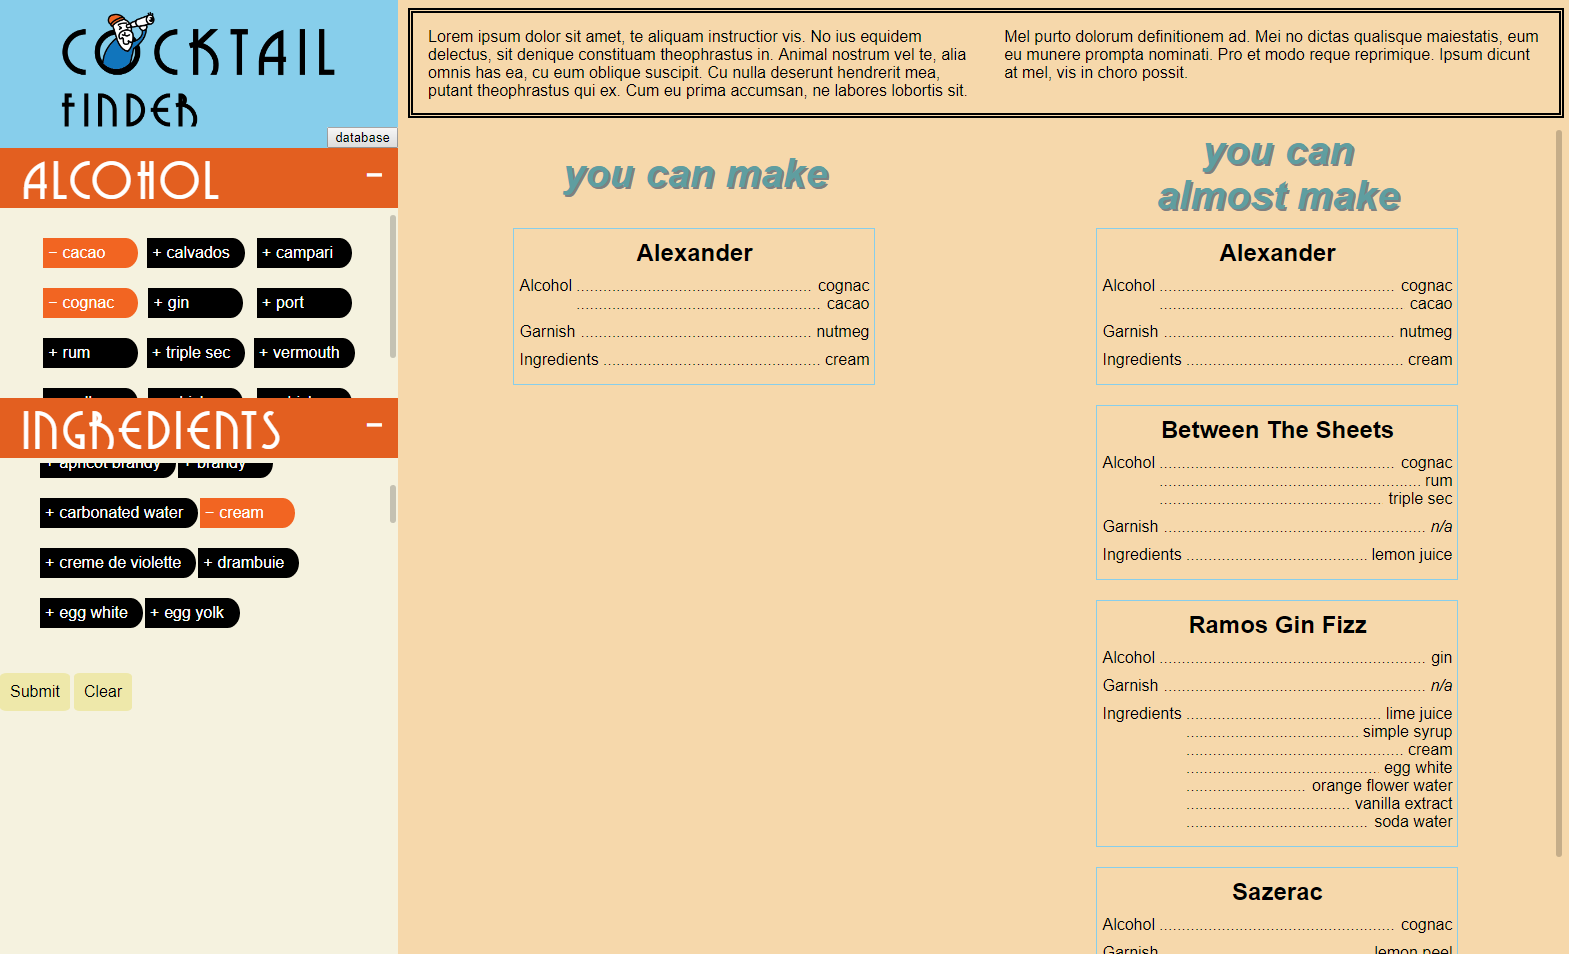 COCKTAIL
FINDER
database
ALCOHOL −
− cacao + calvados + campari
− cognac + gin + port
+ rum + triple sec + vermouth
INGREDIENTS −
+ apricot brandy + brandy
+ carbonated water − cream
+ creme de violette + drambuie
+ egg white + egg yolk
Submit Clear
Lorem ipsum dolor sit amet, te aliquam instructior vis. No ius equidem
delectus, sit denique constituam theophrastus in. Animal nostrum vel te, alia
omnis has ea, cu eum oblique suscipit. Cu nulla deserunt hendrerit mea,
putant theophrastus qui ex. Cum eu prima accumsan, ne labores lobortis sit.
Mel purto dolorum definitionem ad. Mei no dictas qualisque maiestatis, eum
eu munere prompta nominati. Pro et modo reque reprimique. Ipsum dicunt
at mel, vis in choro possit.
you can make
Alexander
Alcohol cognac
cacao
Garnish nutmeg
Ingredients cream
you can
almost make
Alexander
Alcohol cognac
cacao
Garnish nutmeg
Ingredients cream
Between The Sheets
Alcohol cognac
rum
triple sec
Garnish n/a
Ingredients lemon juice
Ramos Gin Fizz
Alcohol gin
Garnish n/a
Ingredients lime juice
simple syrup
cream
egg white
orange flower water
vanilla extract
soda water
Sazerac
Alcohol cognac
Garnish lemon peel